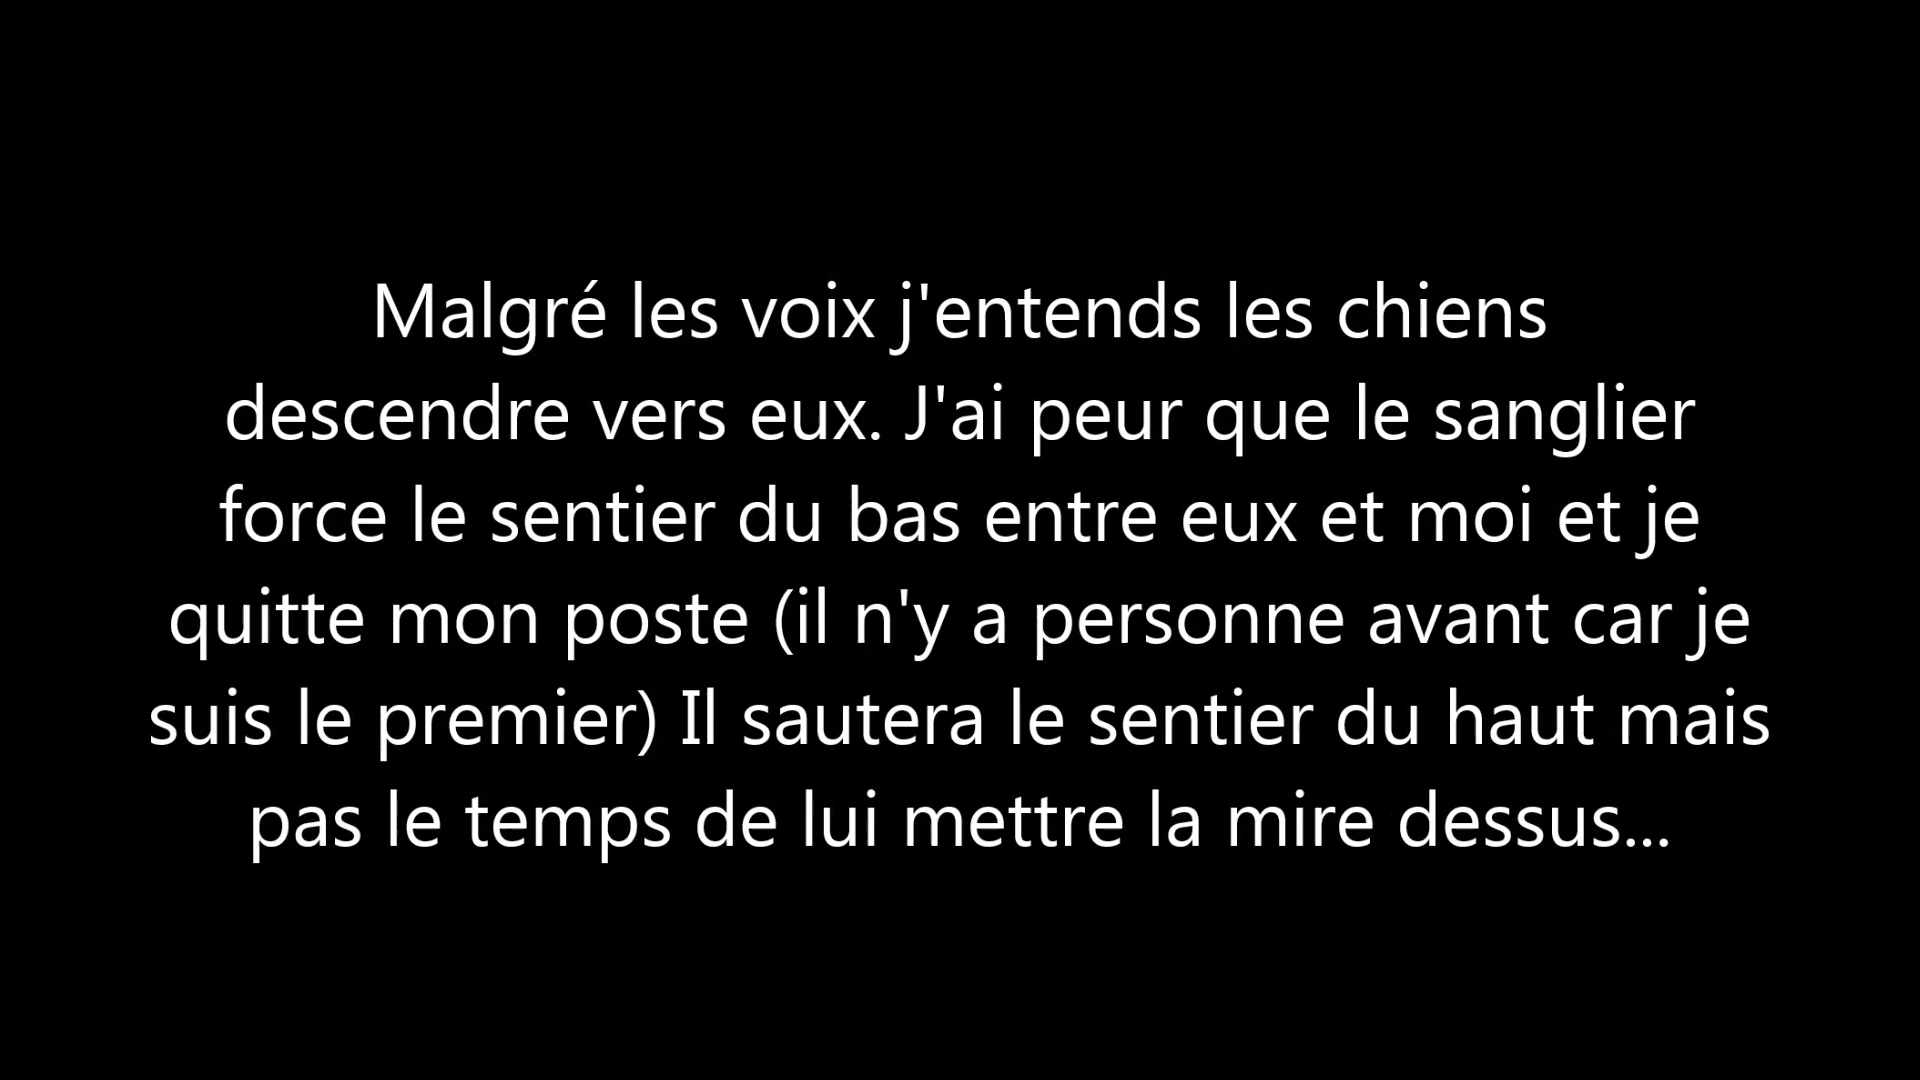 Malgré les voix j'entends les chiens
descendre vers eux. J'ai peur que le sanglier
force le sentier du bas entre eux et moi et je
quitte mon poste (il n'y a personne avant car je
suis le premier) Il sautera le sentier du haut mais
pas le temps de lui mettre la mire dessus...